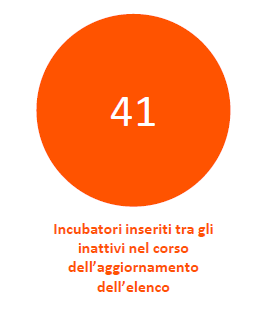 41
Incubatori inseriti tra gli
inattivi nel corso
dell’aggiornamento
dell’elenco